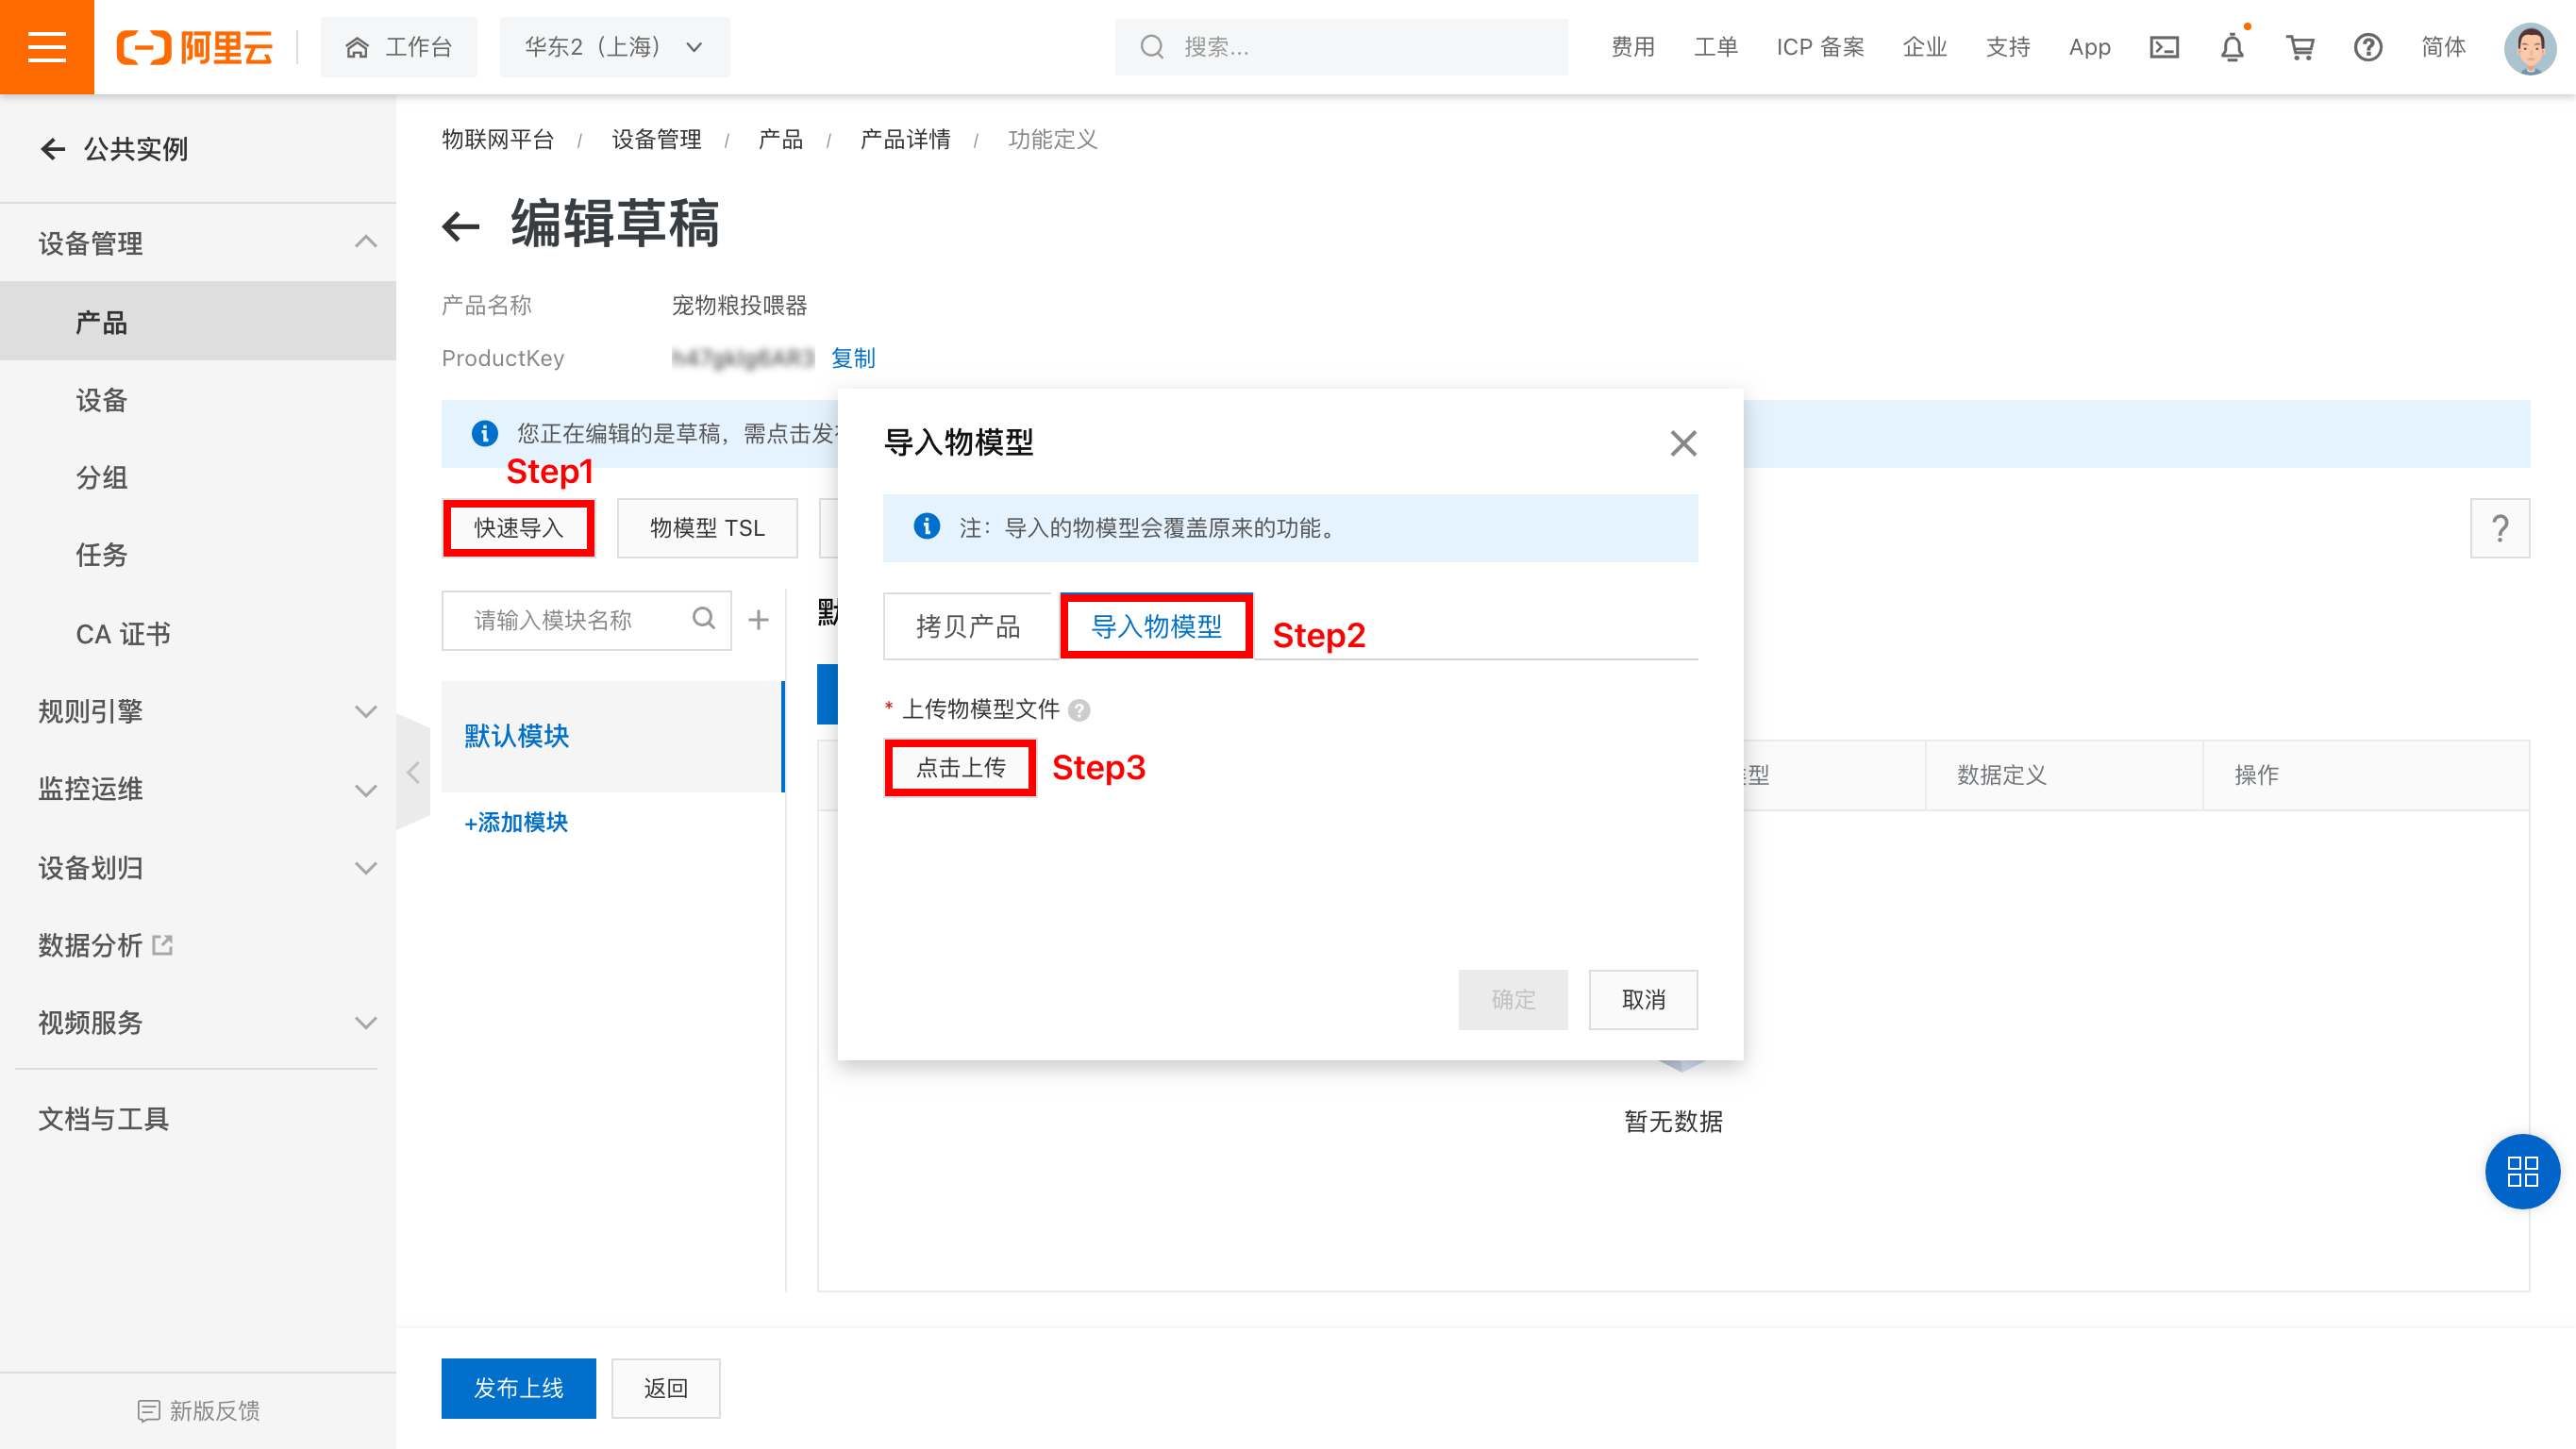 阿里云
工作台
华东2（上海）
搜索...
费用
工单
ICP 备案
企业
支持
App
简体
公共实例
设备管理
产品
设备
分组
任务
CA 证书
规则引擎
监控运维
设备划归
数据分析
视频服务
文档与工具
新版反馈
物联网平台 / 设备管理 / 产品 / 产品详情 / 功能定义
编辑草稿
产品名称 宠物粮投喂器
ProductKey 复制
您正在编辑的是草稿，需点击发
Step1
快速导入
物模型 TSL
?
请输入模块名称
默认模块
+添加模块
导入物模型
注：导入的物模型会覆盖原来的功能。
拷贝产品
导入物模型
Step2
* 上传物模型文件
点击上传
Step3
确定
取消
型
数据定义
操作
暂无数据
发布上线
返回